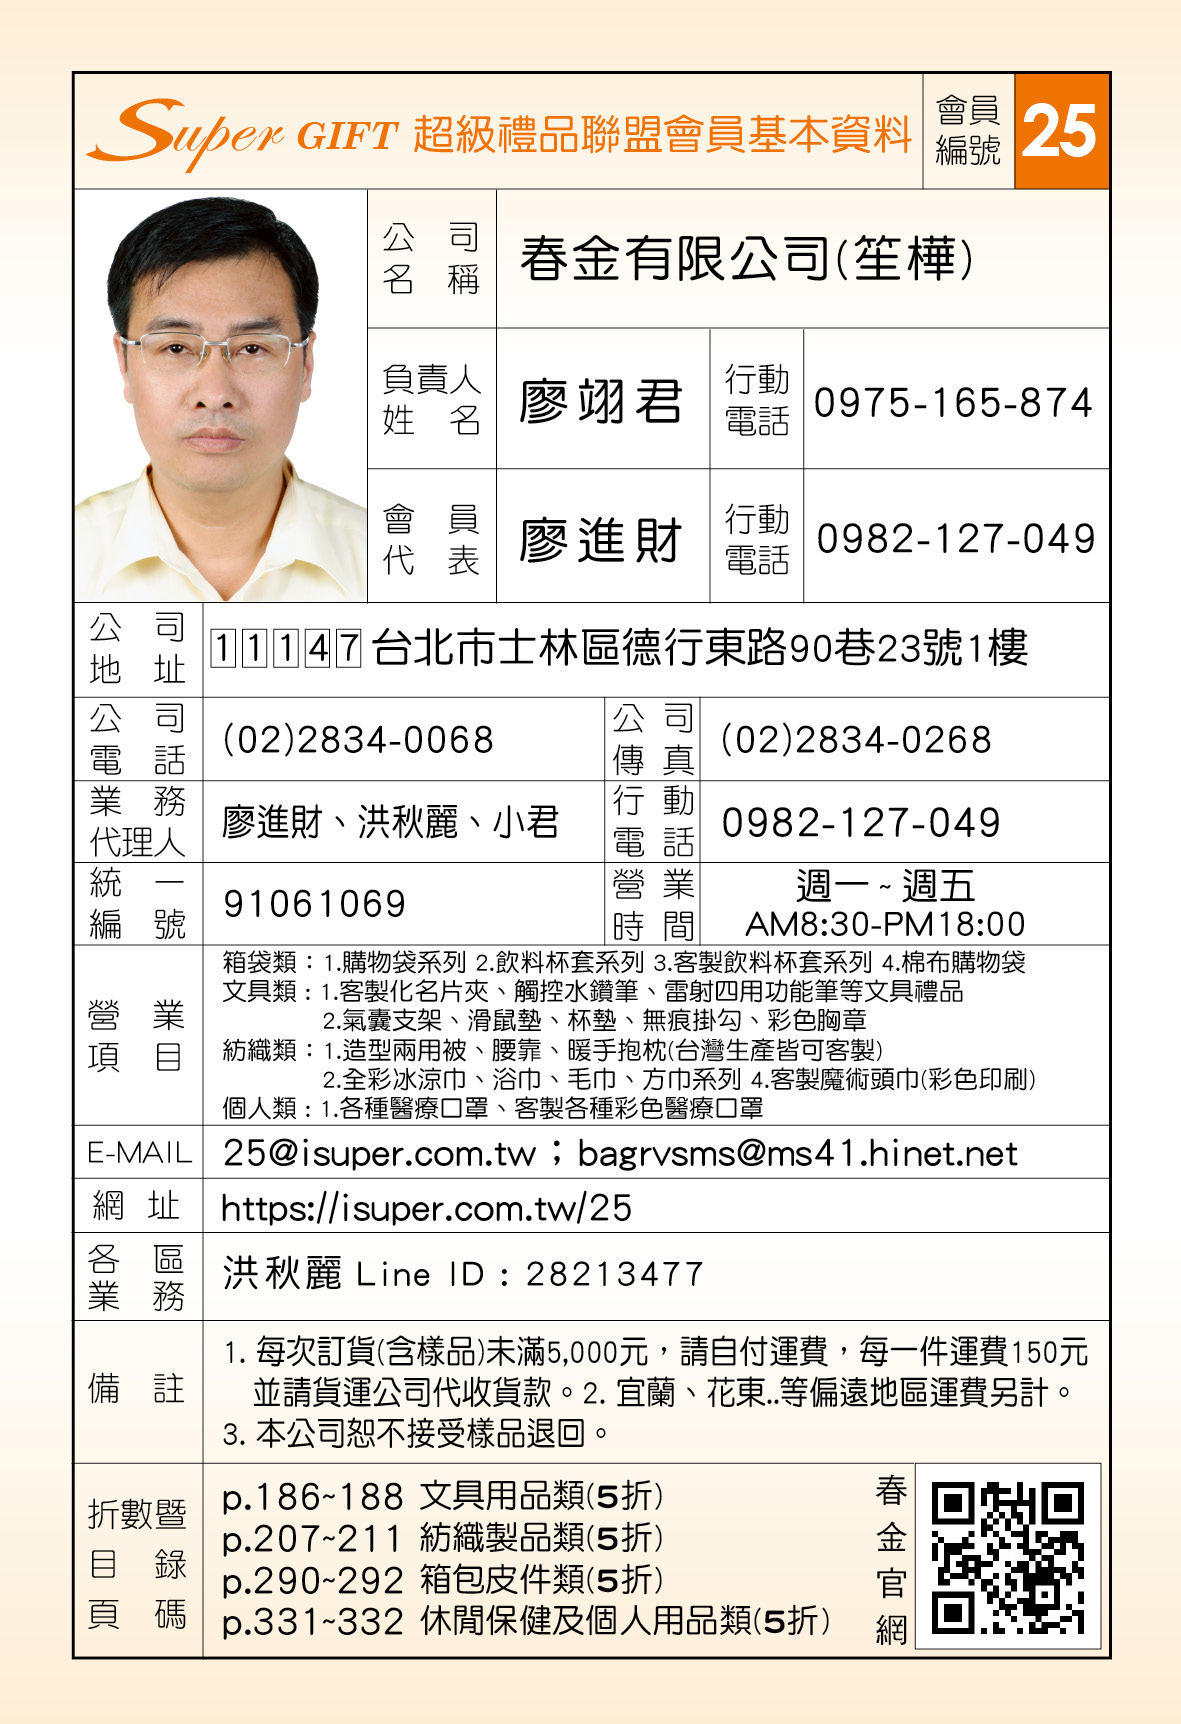 Super GIFT 超級禮品聯盟會員基本資料
會員
編號
25
公司
名稱
春金有限公司(笙樺)
負責人
姓名
廖翊君
行動
電話
0975-165-874
會員
代表
廖進財
行動
電話
0982-127-049
公司
地址
11147 台北市士林區德行東路90巷23號1樓
公司
電話
(02)2834-0068
公司
傳真
(02)2834-0268
業務
代理人
廖進財、洪秋麗、小君
行動
電話
0982-127-049
統一
編號
91061069
營業
時間
週一~週五
AM8:30-PM18:00
營業
項目
箱袋類：1.購物袋系列 2.飲料杯套系列 3.客製飲料杯套系列 4.棉布購物袋
文具類：1.客製化名片夾、觸控水鑽筆、雷射四用功能筆等文具禮品
2.氣囊支架、滑鼠墊、杯墊、無痕掛勾、彩色胸章
紡織類：1.造型兩用被、腰靠、暖手抱枕(台灣生產皆可客製)
2.全彩冰涼巾、浴巾、毛巾、方巾系列 4.客製魔術頭巾(彩色印刷)
個人類：1.各種醫療口罩、客製各種彩色醫療口罩
E-MAIL
25@isuper.com.tw；bagrvsms@ms41.hinet.net
網址
https://isuper.com.tw/25
各區
業務
洪秋麗 Line ID：28213477
備註
1. 每次訂貨(含樣品)未滿5,000元，請自付運費，每一件運費150元
並請貨運公司代收貨款。2. 宜蘭、花東..等偏遠地區運費另計。
3. 本公司恕不接受樣品退回。
折數暨
目錄
頁碼
p.186~188 文具用品類(5折)
p.207~211 紡織製品類(5折)
p.290~292 箱包皮件類(5折)
p.331~332 休閒保健及個人用品類(5折)
春金官網